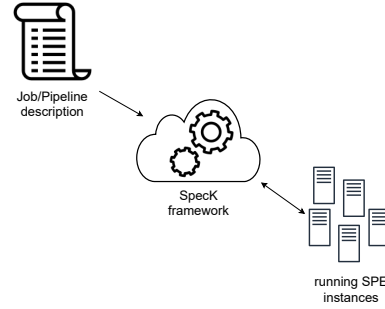 Job/Pipeline
description
SpecK
framework
running SPE
instances